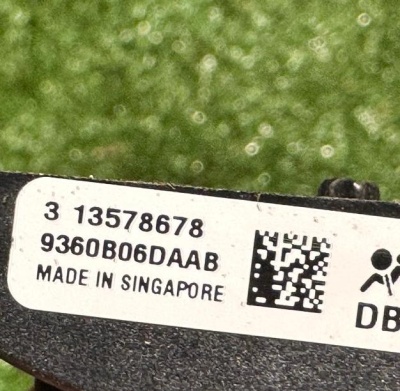 3 13578678
9360B06DAAB
MADE IN SINGAPORE
DB